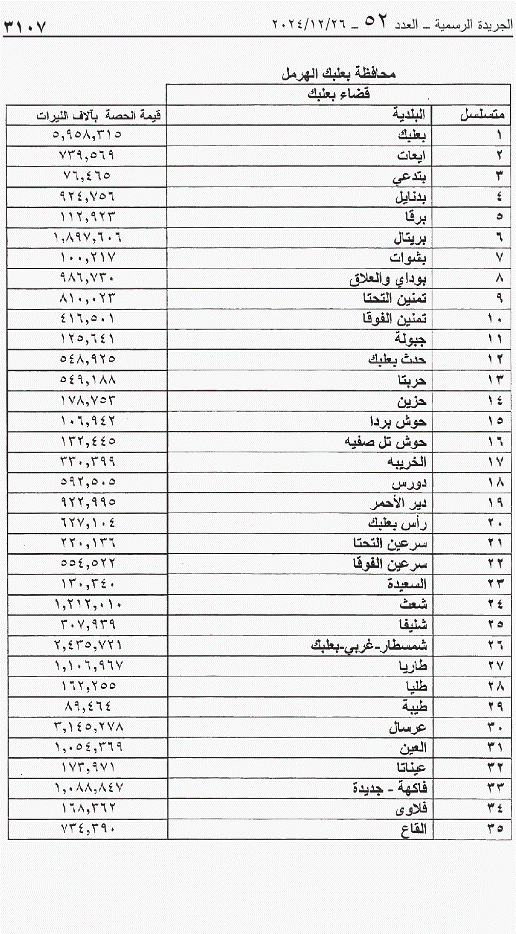 الجريدة الرسمية – العدد ٥٢ – ٢٠٢٤/١٢/٢٦ ٣١٠٧
محافظة بعلبك الهرمل
قضاء بعلبك
متسلسل البلدية قيمة الحصة بآلاف الليرات
١ بعلبك ٥,٩٥٨,٣١٥
٢ ايعات ٧٣٩,٥٦٩
٣ بتدعي ٧٦,٤٦٥
٤ بدنايل ٩٢٤,٧٥٦
٥ برقا ١١٢,٩٢٣
٦ بريتال ١,٨٩٧,٦٠٦
٧ بشوات ١٠٠,٢١٧
٨ بوداي والعلاق ٩٨٦,٧٣٠
٩ تمنين التحتا ٨١٠,٠٢٣
١٠ تمنين الفوقا ٤١٦,٥٠١
١١ جبولة ١٢٥,٦٤١
١٢ حدث بعلبك ٥٤٨,٩٢٥
١٣ حربتا ٥٤٩,١٨٨
١٤ حزين ١٧٨,٧٥٣
١٥ حوش بردا ١٠٦,٩٤٢
١٦ حوش تل صفيه ١٣٢,٤٤٥
١٧ الخريبه ٣٣٠,٣٩٩
١٨ دورس ٥٩٢,٥٠٥
١٩ دير الأحمر ٩٢٢,٩٩٥
٢٠ رأس بعلبك ٦٢٧,١٠٤
٢١ سرعين التحتا ٢٢٠,١٣٦
٢٢ سرعين الفوقا ٥٥٤,٥٢٢
٢٣ السعيدة ١٣٠,٣٤٠
٢٤ شعث ١,٢١٢,٠١٠
٢٥ شليفا ٣٠٧,٩٣٩
٢٦ شمسطار-غربي-بعلبك ٢,٤٣٥,٧٢١
٢٧ طاريا ١,١٠٦,٩٦٧
٢٨ طليا ١٦٢,٢٥٥
٢٩ طيبة ٨٩,٤٦٤
٣٠ عرسال ٣,١٤٥,٢٧٨
٣١ العين ١,٠٥٤,٣٦٩
٣٢ عيناتا ١٧٣,٩٧١
٣٣ فاكهة - جديدة ١,٠٨٨,٨٤٧
٣٤ فلاوى ١٦٨,٣٦٢
٣٥ القاع ٧٣٤,٣٩٠